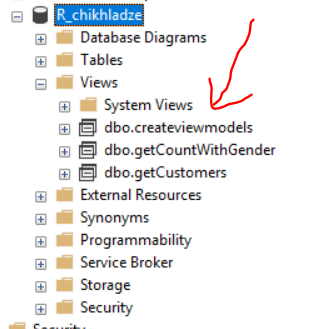 R_chikhladze
Database Diagrams
Tables
Views
System Views
dbo.createviewmodels
dbo.getCountWithGender
dbo.getCustomers
External Resources
Synonyms
Programmability
Service Broker
Storage
Security
Security